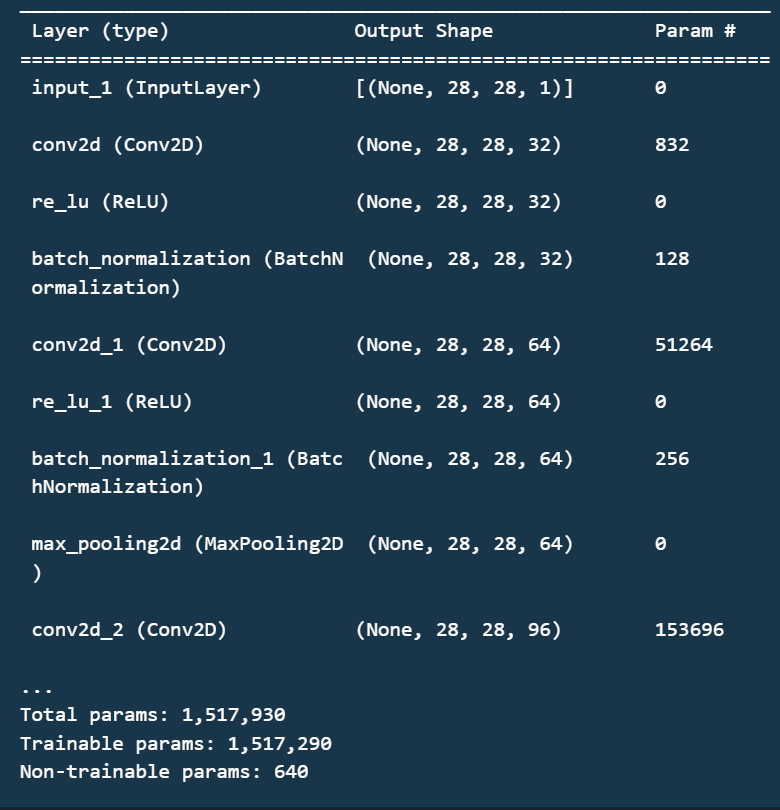 Layer (type) Output Shape Param #
=================================================================
input_1 (InputLayer) [(None, 28, 28, 1)] 0
conv2d (Conv2D) (None, 28, 28, 32) 832
re_lu (ReLU) (None, 28, 28, 32) 0
batch_normalization (BatchN (None, 28, 28, 32) 128
ormalization)
conv2d_1 (Conv2D) (None, 28, 28, 64) 51264
re_lu_1 (ReLU) (None, 28, 28, 64) 0
batch_normalization_1 (Batc (None, 28, 28, 64) 256
hNormalization)
max_pooling2d (MaxPooling2D (None, 28, 28, 64) 0
)
conv2d_2 (Conv2D) (None, 28, 28, 96) 153696
...
Total params: 1,517,930
Trainable params: 1,517,290
Non-trainable params: 640